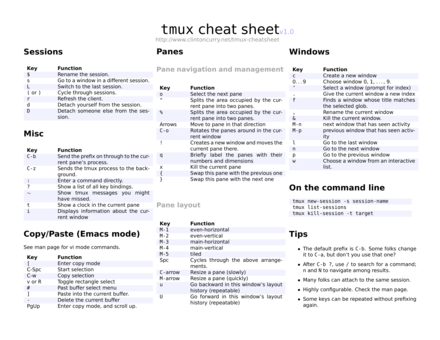 tmux cheat sheet v1.0
http://www.clintoncurry.net/tmux-cheatsheet
Sessions
Key Function
$ Rename the session.
s Go to a window in a different session.
L Switch to the last session.
( or ) Cycle through sessions.
r Refresh the client.
d Detach yourself from the session.
D Detach someone else from the ses-
sion.
Misc
Key Function
C-b Send the prefix on through to the cur-
rent pane's process.
C-z Sends the tmux process to the back-
ground.
: Enter a command directly.
? Show a list of all key bindings.
~ Show tmux messages you might
have missed.
t Show a clock in the current pane
i Displays information about the cur-
rent window
Copy/Paste (Emacs mode)
See man page for vi mode commands.
Key Function
[ Enter copy mode
C-Spc Start selection
C-w Copy selection
v or R Toggle rectangle select
# Past buffer select menu
] Paste into the current buffer.
- Delete the current buffer
PgUp Enter copy mode, and scroll up.
Panes
Pane navigation and management
Key Function
o Select the next pane
" Splits the area occupied by the cur-
rent pane into two panes.
% Splits the area occupied by the cur-
rent pane into two panes.
Arrows Move to pane in that direction
C-o Rotates the panes around in the cur-
rent window
! Creates a new window and moves the
current pane there.
q Briefly label the panes with their
numbers and dimensions
x Kill the current pane
{ Swap this pane with the previous one
} Swap this pane with the next one
Pane layout
Key Function
M-1 even-horizontal
M-2 even-vertical
M-3 main-horizontal
M-4 main-vertical
M-5 tiled
Spc Cycles through the above arrange-
ments.
C-arrow Resize a pane (slowly)
M-arrow Resize a pane (quickly)
u Go backward in this window's layout
history (repeatable)
U Go forward in this window's layout
history (repeatable)
Windows
Key Function
c Create a new window
0...9 Choose window 0, 1, ..., 9.
' Select a window (prompt for index)
. Give the current window a new index
f Finds a window whose title matches
the selected glob.
, Rename the current window
& Kill the current window.
M-n next window that has seen activity
M-p previous window that has seen activ-
ity
l Go to the last window
n Go to the next window
p Go to the previous window
w Choose a window from an interactive
list.
On the command line
tmux new-session -s session-name
tmux list-sessions
tmux kill-session -t target
Tips
• The default prefix is C-b. Some folks change
it to C-a, but don't you use that one?
• After C-b ?, use / to search for a command;
n and N to navigate among results.
• Many folks can attach to the same session.
• Highly configurable. Check the man page.
• Some keys can be repeated without prefixing
again.